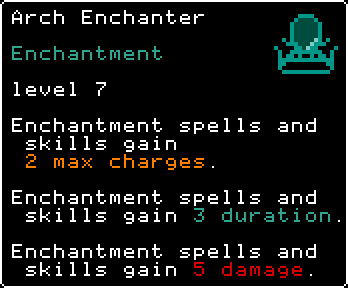 Arch Enchanter
Enchantment
level 7
Enchantment spells and
skills gain
2 max charges.
Enchantment spells and
skills gain 3 duration.
Enchantment spells and
skills gain 5 damage.